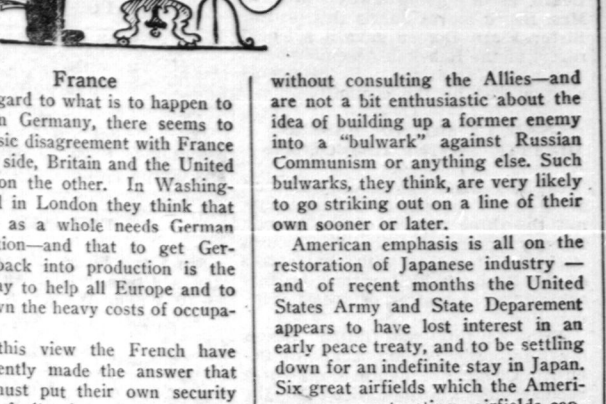 France
gard to what is to happen to
n Germany, there seems to
sic disagreement with France
side, Britain and the United
on the other. In Washing-
l in London they think that
as a whole needs German
tion—and that to get Ger-
back into production is the
ay to help all Europe and to
wn the heavy costs of occupa-
this view the French have
ently made the answer that
must put their own security
without consulting the Allies—and
are not a bit enthusiastic about the
idea of building up a former enemy
into a "bulwark" against Russian
Communism or anything else. Such
bulwarks, they think, are very likely
to go striking out on a line of their
own sooner or later.
American emphasis is all on the
restoration of Japanese industry —
and of recent months the United
States Army and State Deparement
appears to have lost interest in an
early peace treaty, and to be settling
down for an indefinite stay in Japan.
Six great airfields which the Ameri-